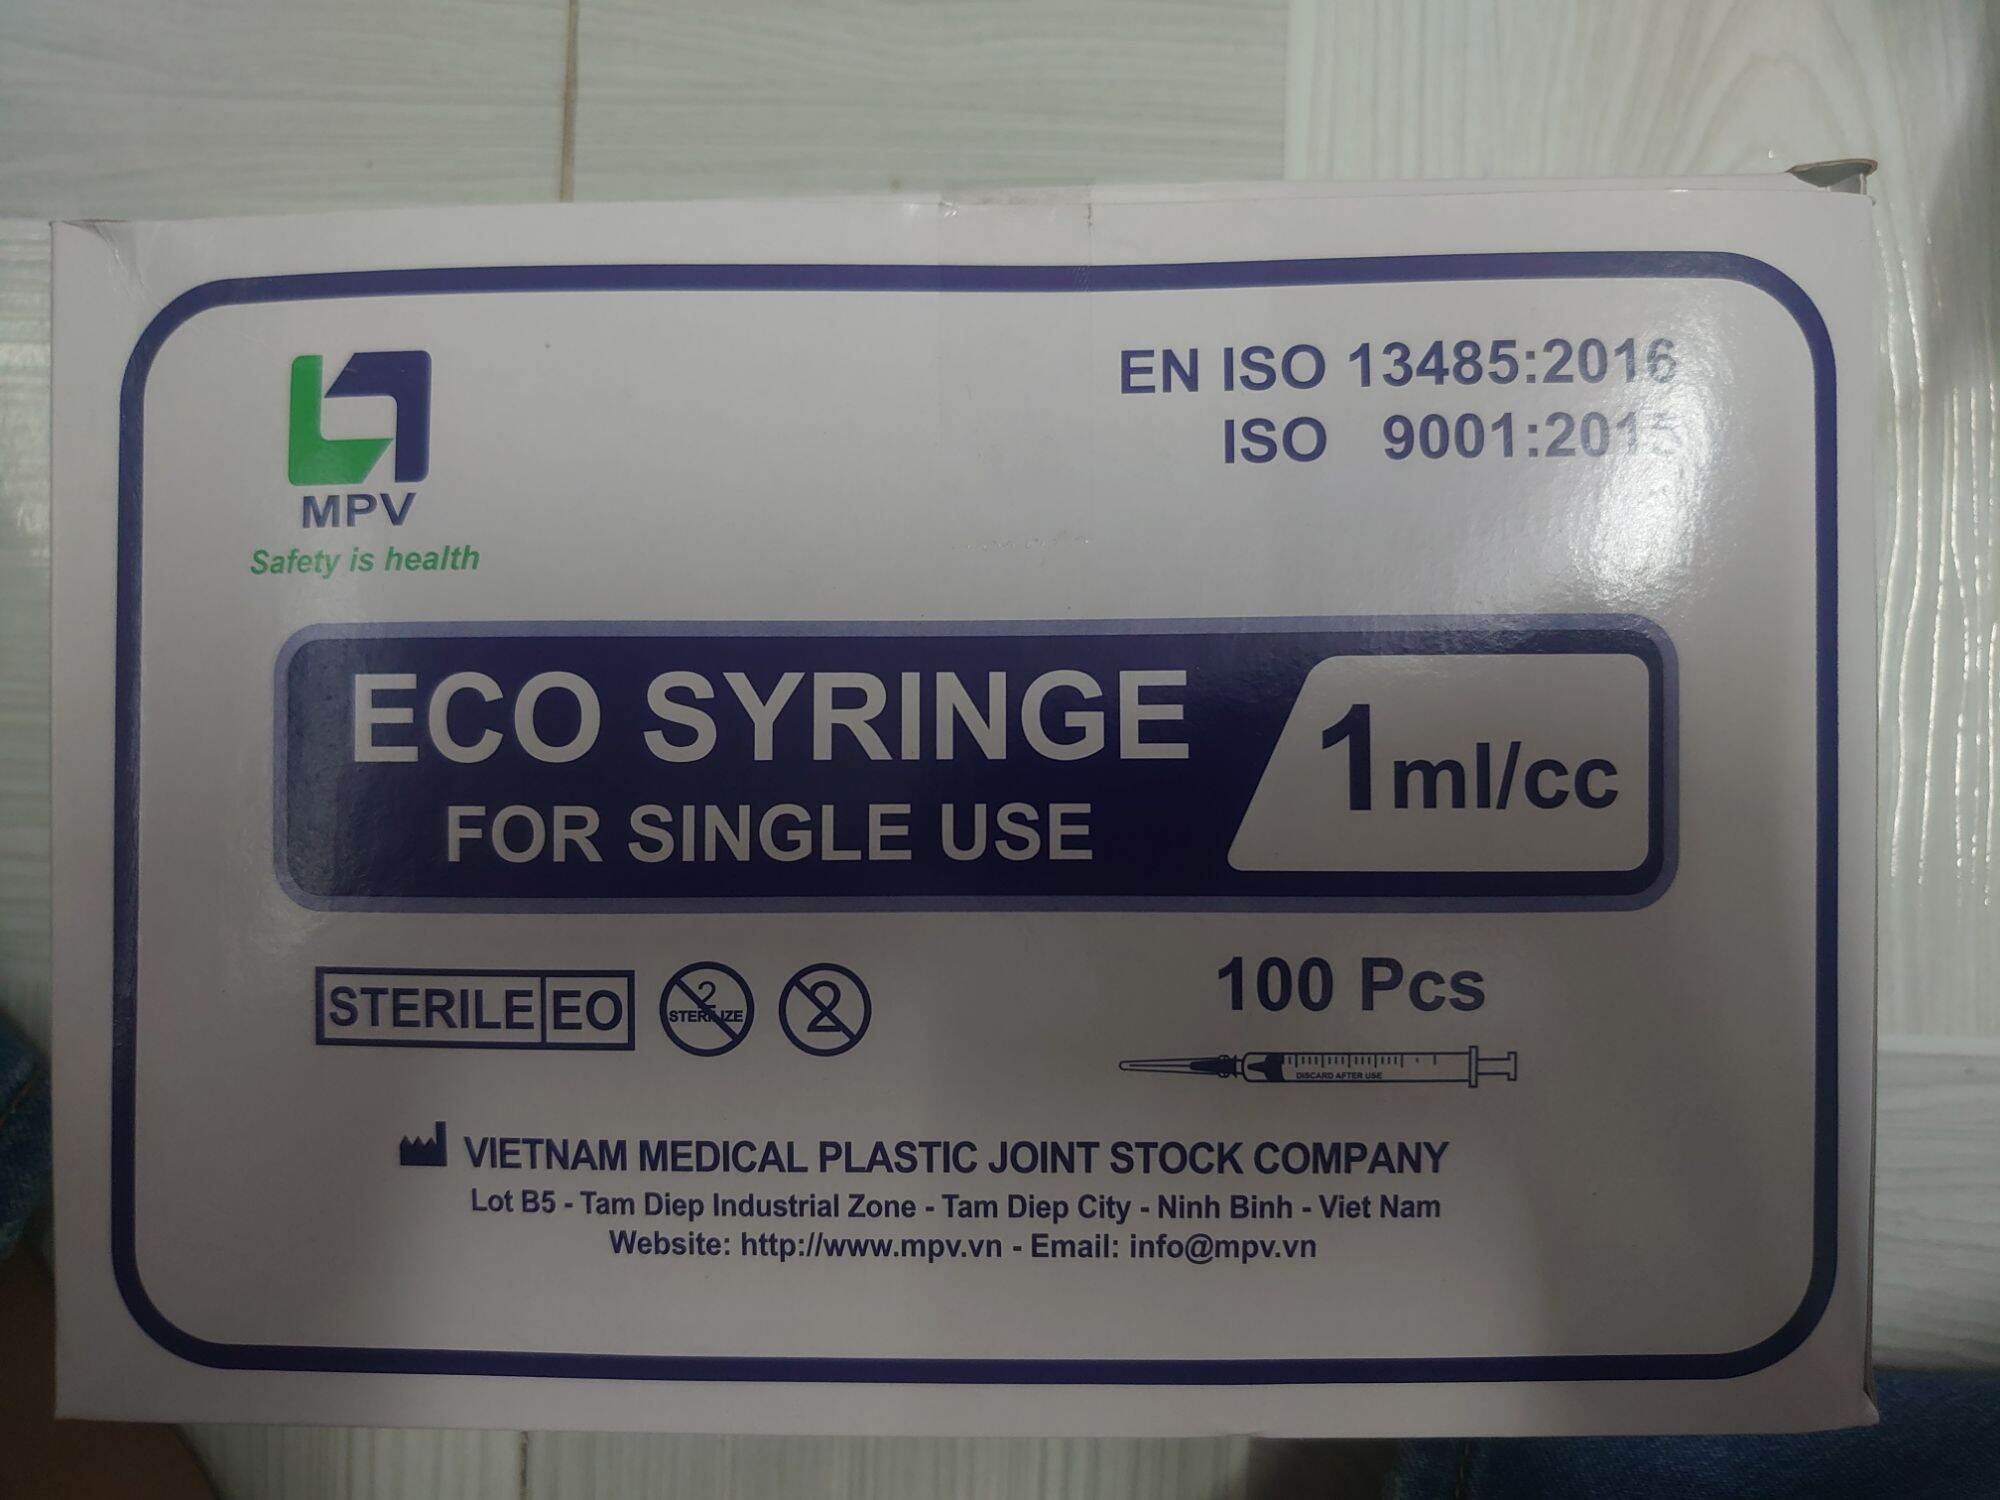 MPV
Safety is health
EN ISO 13485:2016
ISO 9001:2015
ECO SYRINGE
FOR SINGLE USE
1ml/cc
STERILE EO
2
STERILIZE
2
100 Pcs
DISCARD AFTER USE
VIETNAM MEDICAL PLASTIC JOINT STOCK COMPANY
Lot B5 - Tam Diep Industrial Zone - Tam Diep City - Ninh Binh - Viet Nam
Website: http://www.mpv.vn - Email: info@mpv.vn